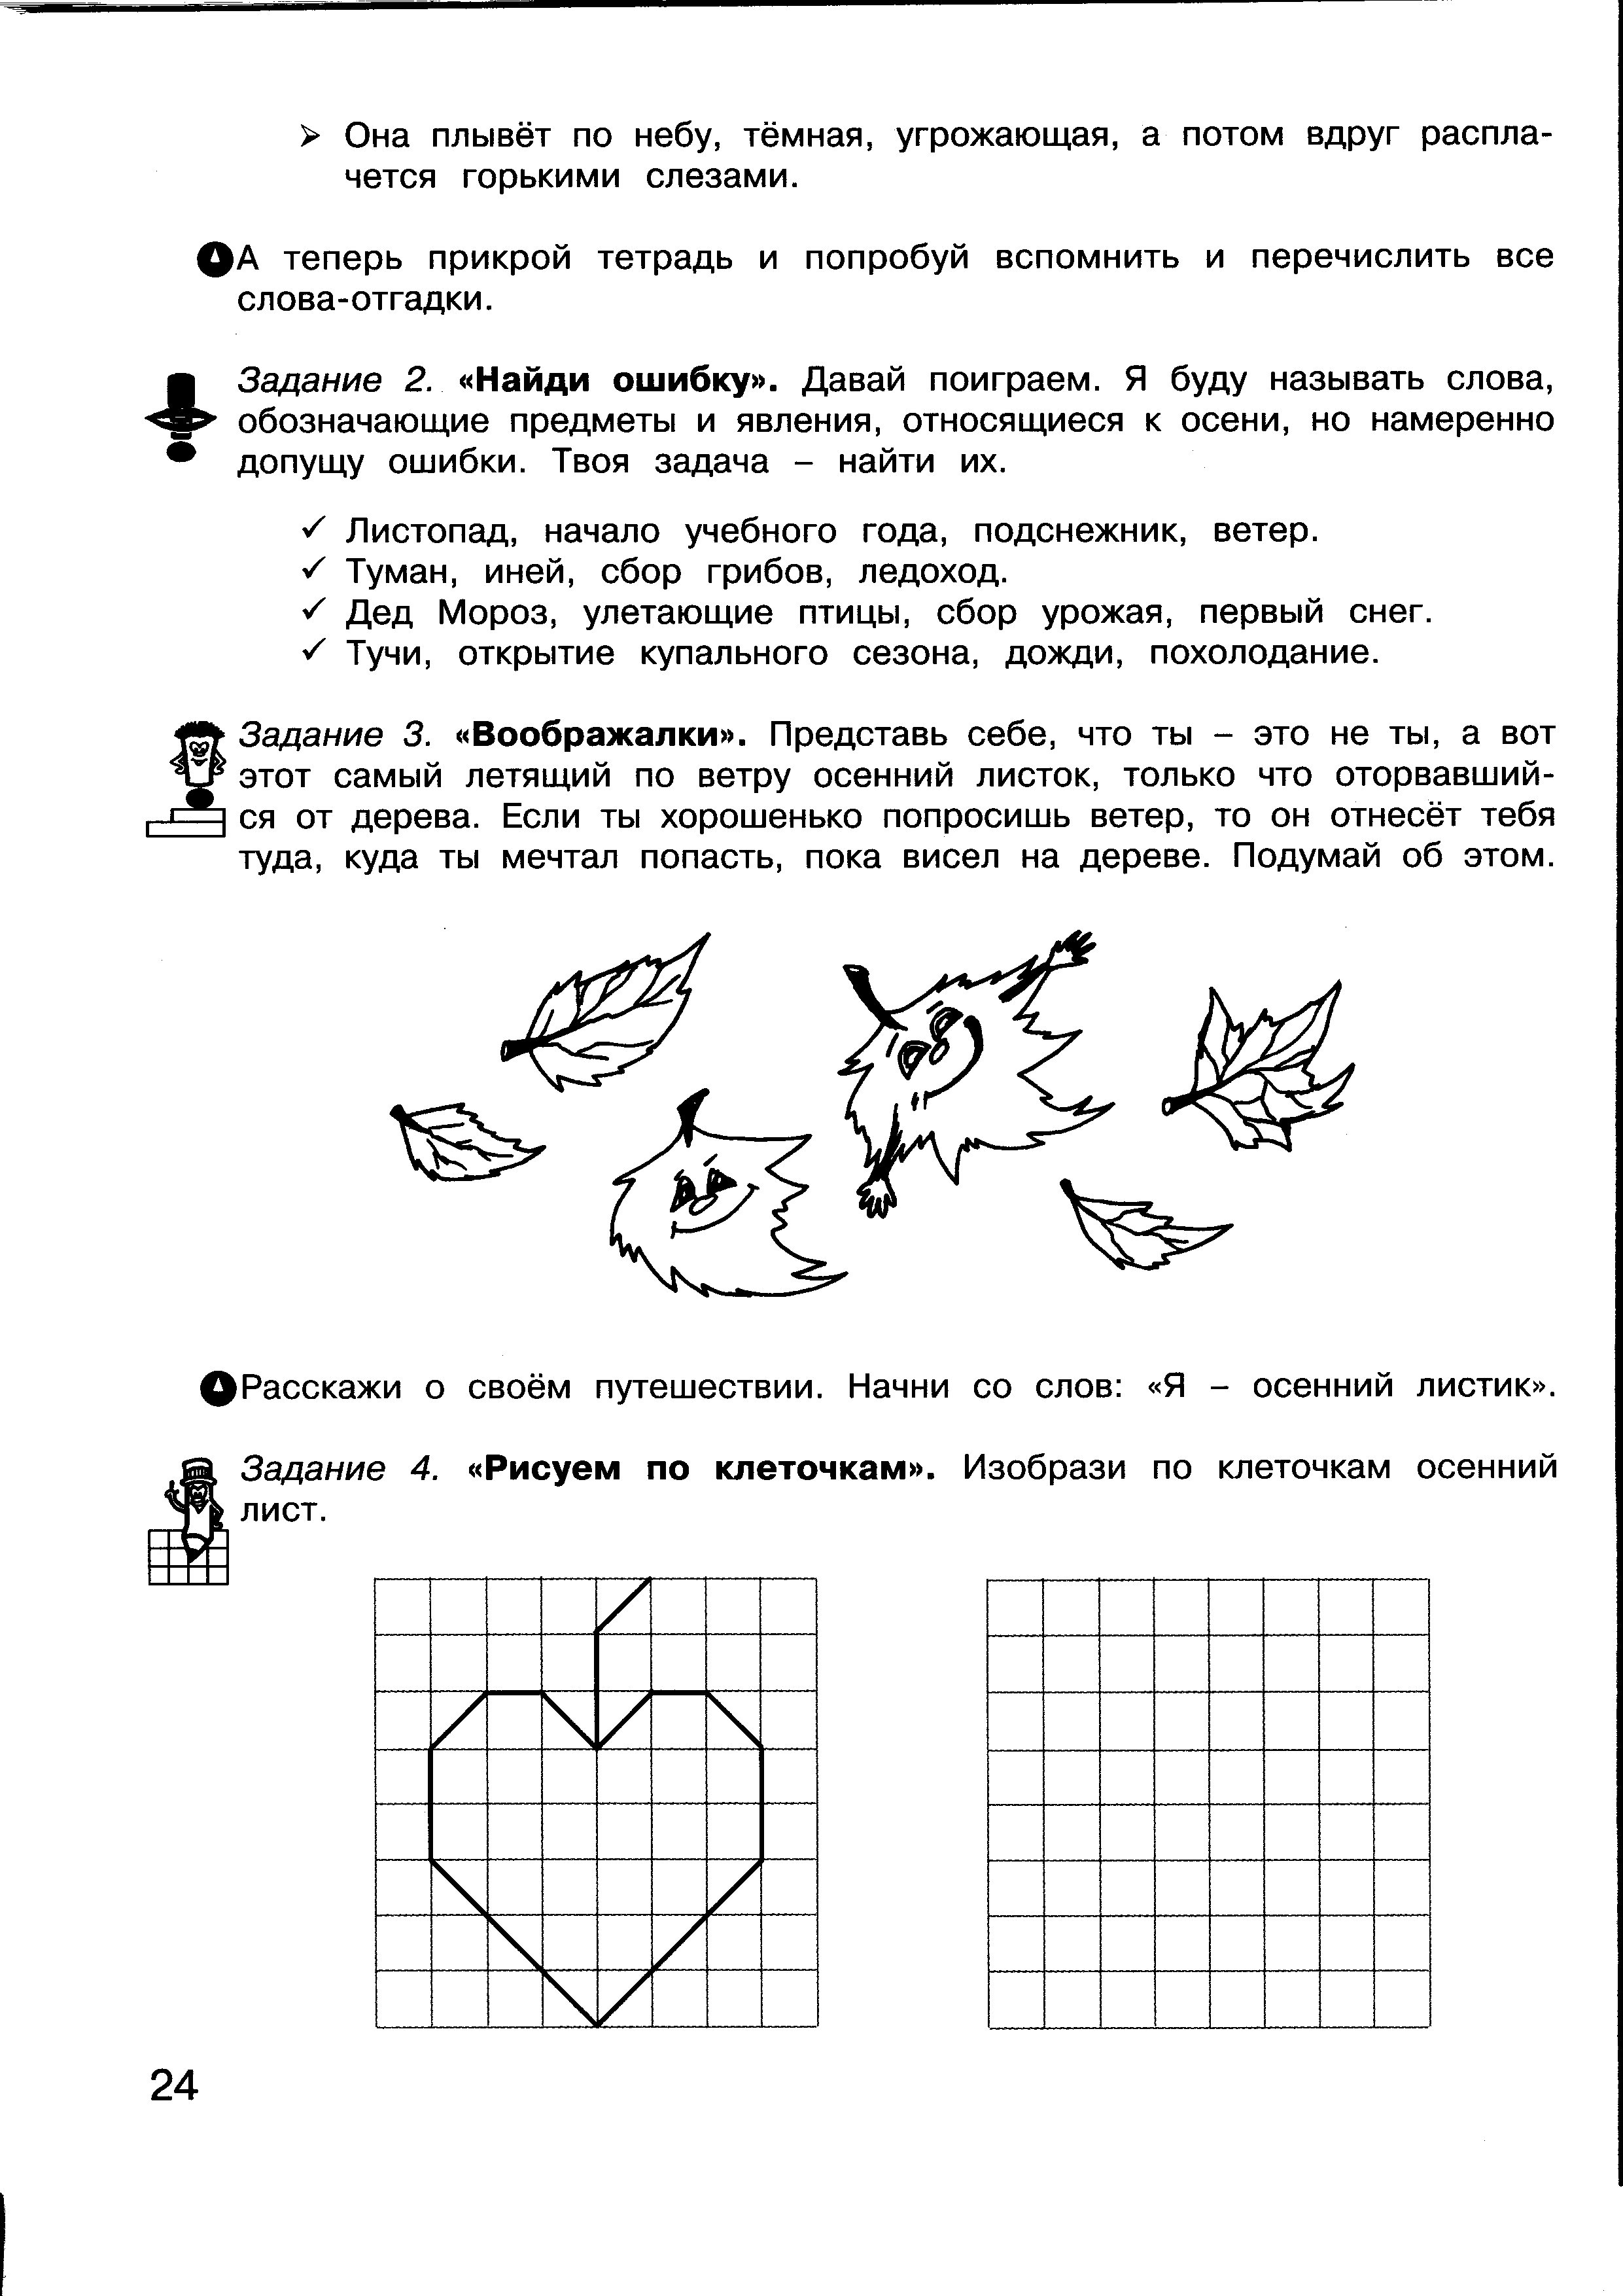 ➢ Она плывёт по небу, тёмная, угрожающая, а потом вдруг распла-
чется горькими слезами.
А теперь прикрой тетрадь и попробуй вспомнить и перечислить все
слова-отгадки.
Задание 2. «Найди ошибку». Давай поиграем. Я буду называть слова,
обозначающие предметы и явления, относящиеся к осени, но намеренно
допущу ошибки. Твоя задача – найти их.
✓ Листопад, начало учебного года, подснежник, ветер.
✓ Туман, иней, сбор грибов, ледоход.
✓ Дед Мороз, улетающие птицы, сбор урожая, первый снег.
✓ Тучи, открытие купального сезона, дожди, похолодание.
Задание 3. «Воображалки». Представь себе, что ты – это не ты, а вот
этот самый летящий по ветру осенний листок, только что оторвавший-
ся от дерева. Если ты хорошенько попросишь ветер, то он отнесёт тебя
туда, куда ты мечтал попасть, пока висел на дереве. Подумай об этом.
Расскажи о своём путешествии. Начни со слов: «Я – осенний листик».
Задание 4. «Рисуем по клеточкам». Изобрази по клеточкам осенний
лист.
24